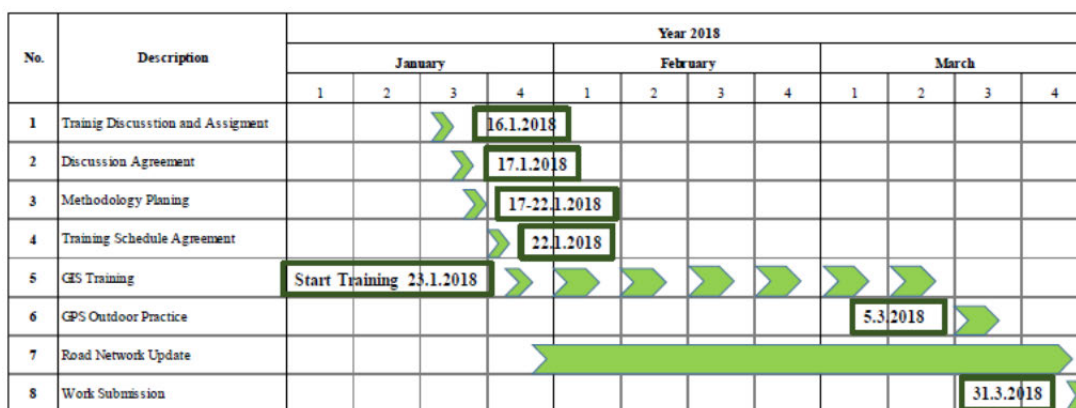 Year 2018
No. Description January February March
1 2 3 4 1 2 3 4 1 2 3 4
1 Trainig Discusstion and Assigment 16.1.2018
2 Discussion Agreement 17.1.2018
3 Methodology Planing 17-22.1.2018
4 Training Schedule Agreement 22.1.2018
5 GIS Training Start Training 23.1.2018
6 GPS Outdoor Practice 5.3.2018
7 Road Network Update
8 Work Submission 31.3.2018